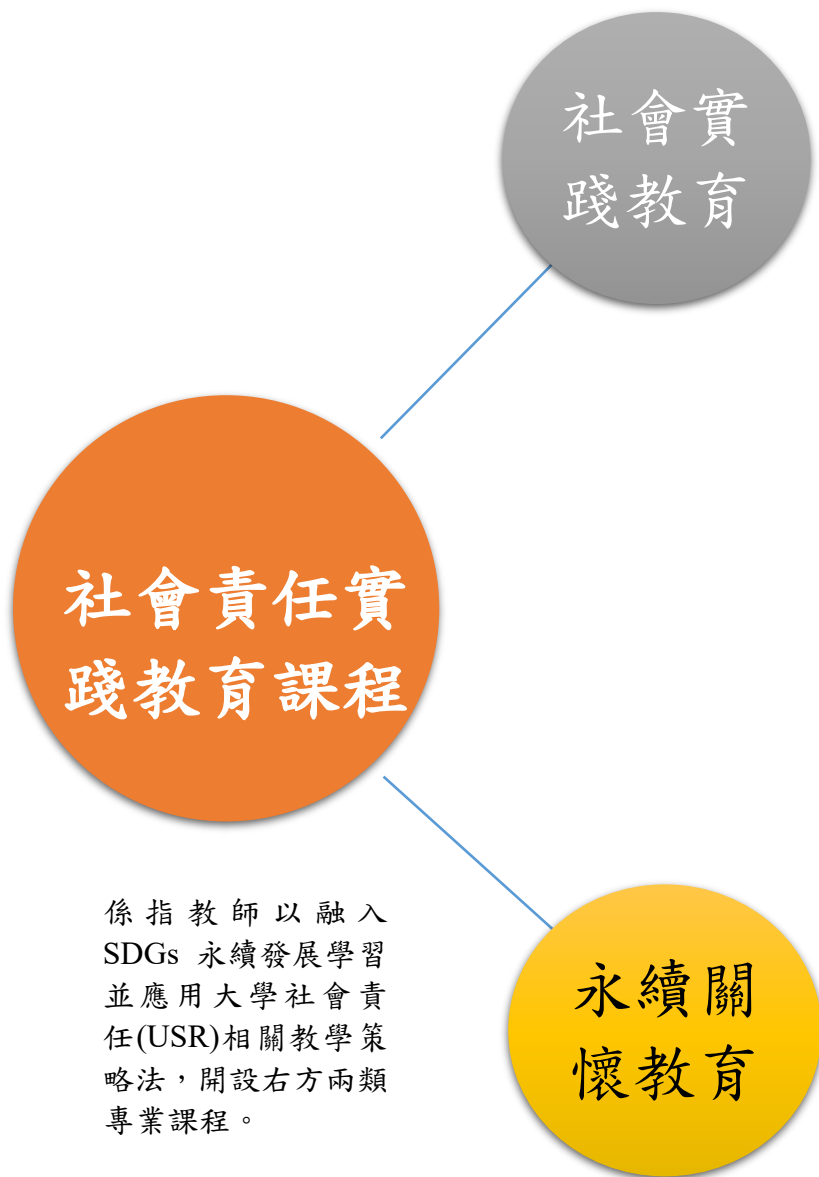 社會實
踐教育
社會責任實
踐教育課程
係指教師以融入
SDGs 永續發展學習
並應用大學社會責
任(USR)相關教學策
略法，開設右方兩類
專業課程。
永續關
懷教育